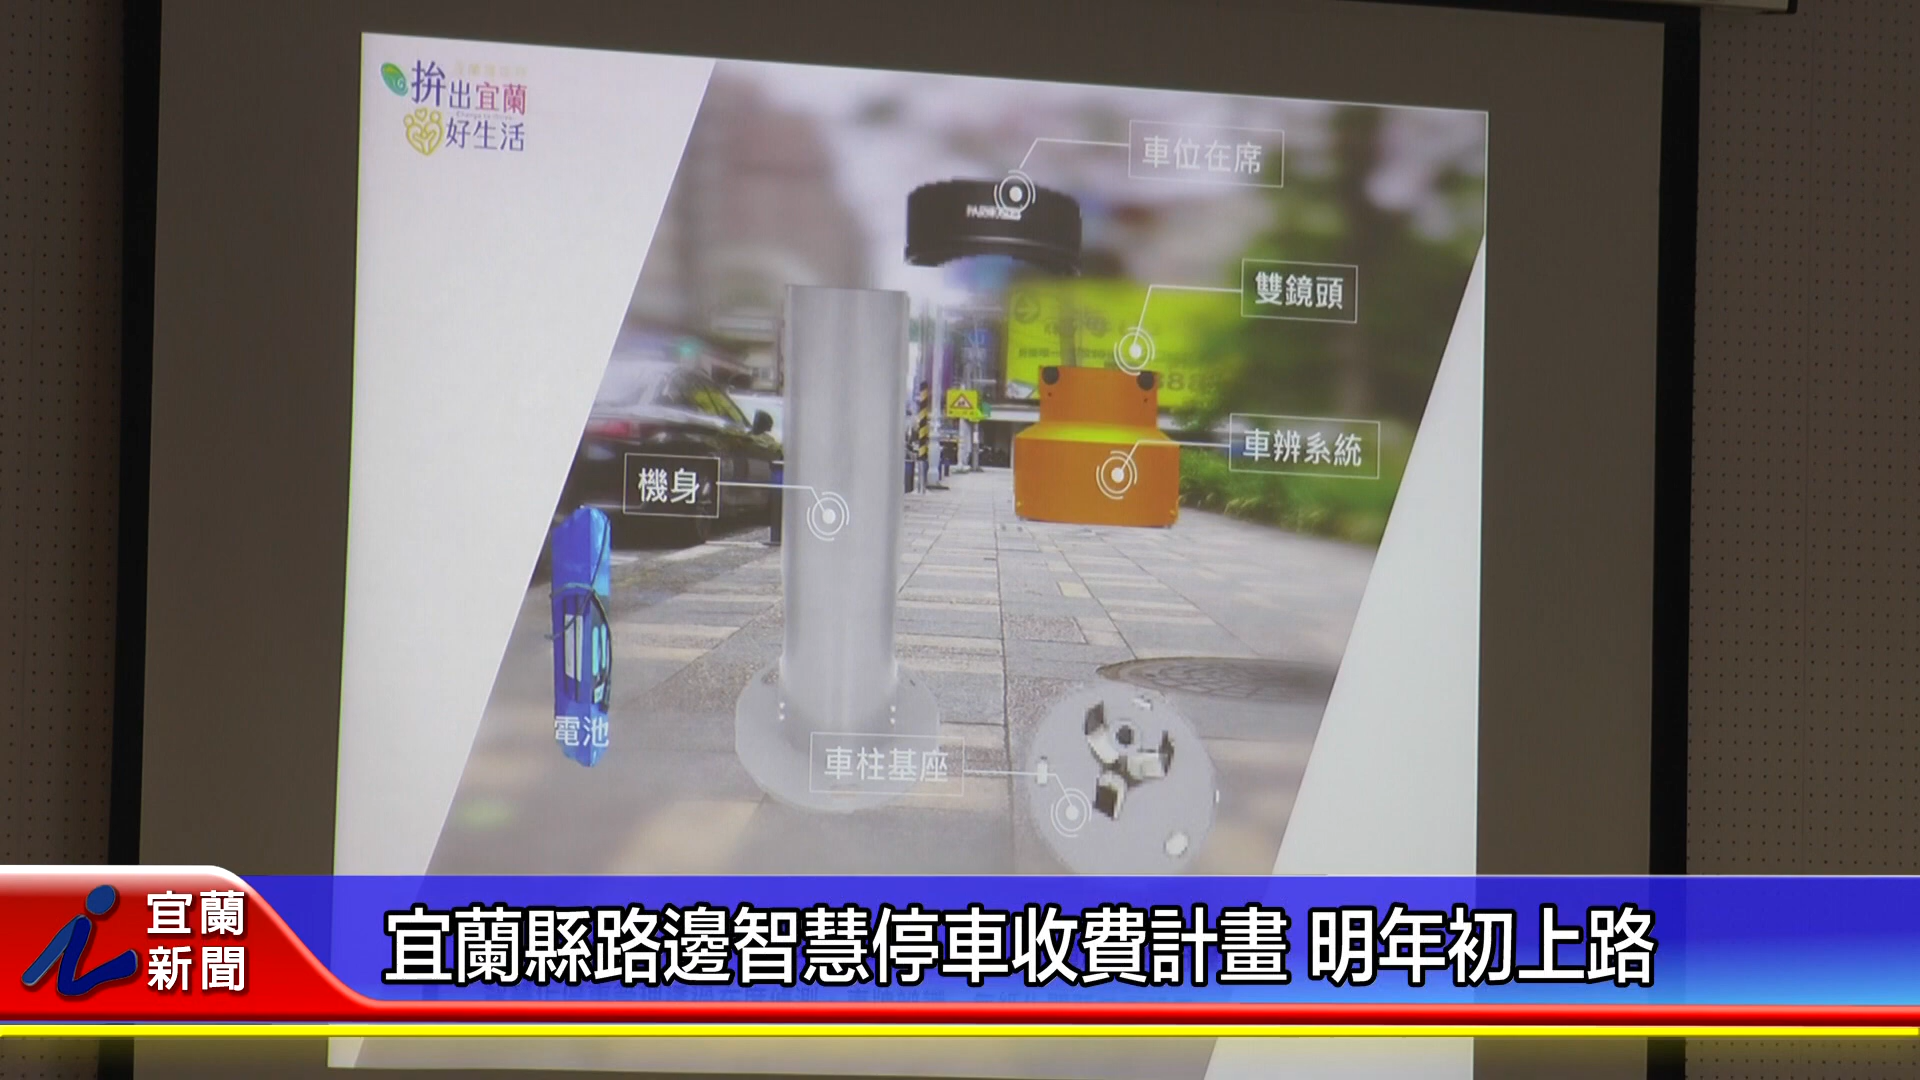 拚出宜蘭
好生活
車位在席
雙鏡頭
車辨系統
機身
電池
車柱基座
宜蘭
新聞
宜蘭縣路邊智慧停車收費計畫 明年初上路